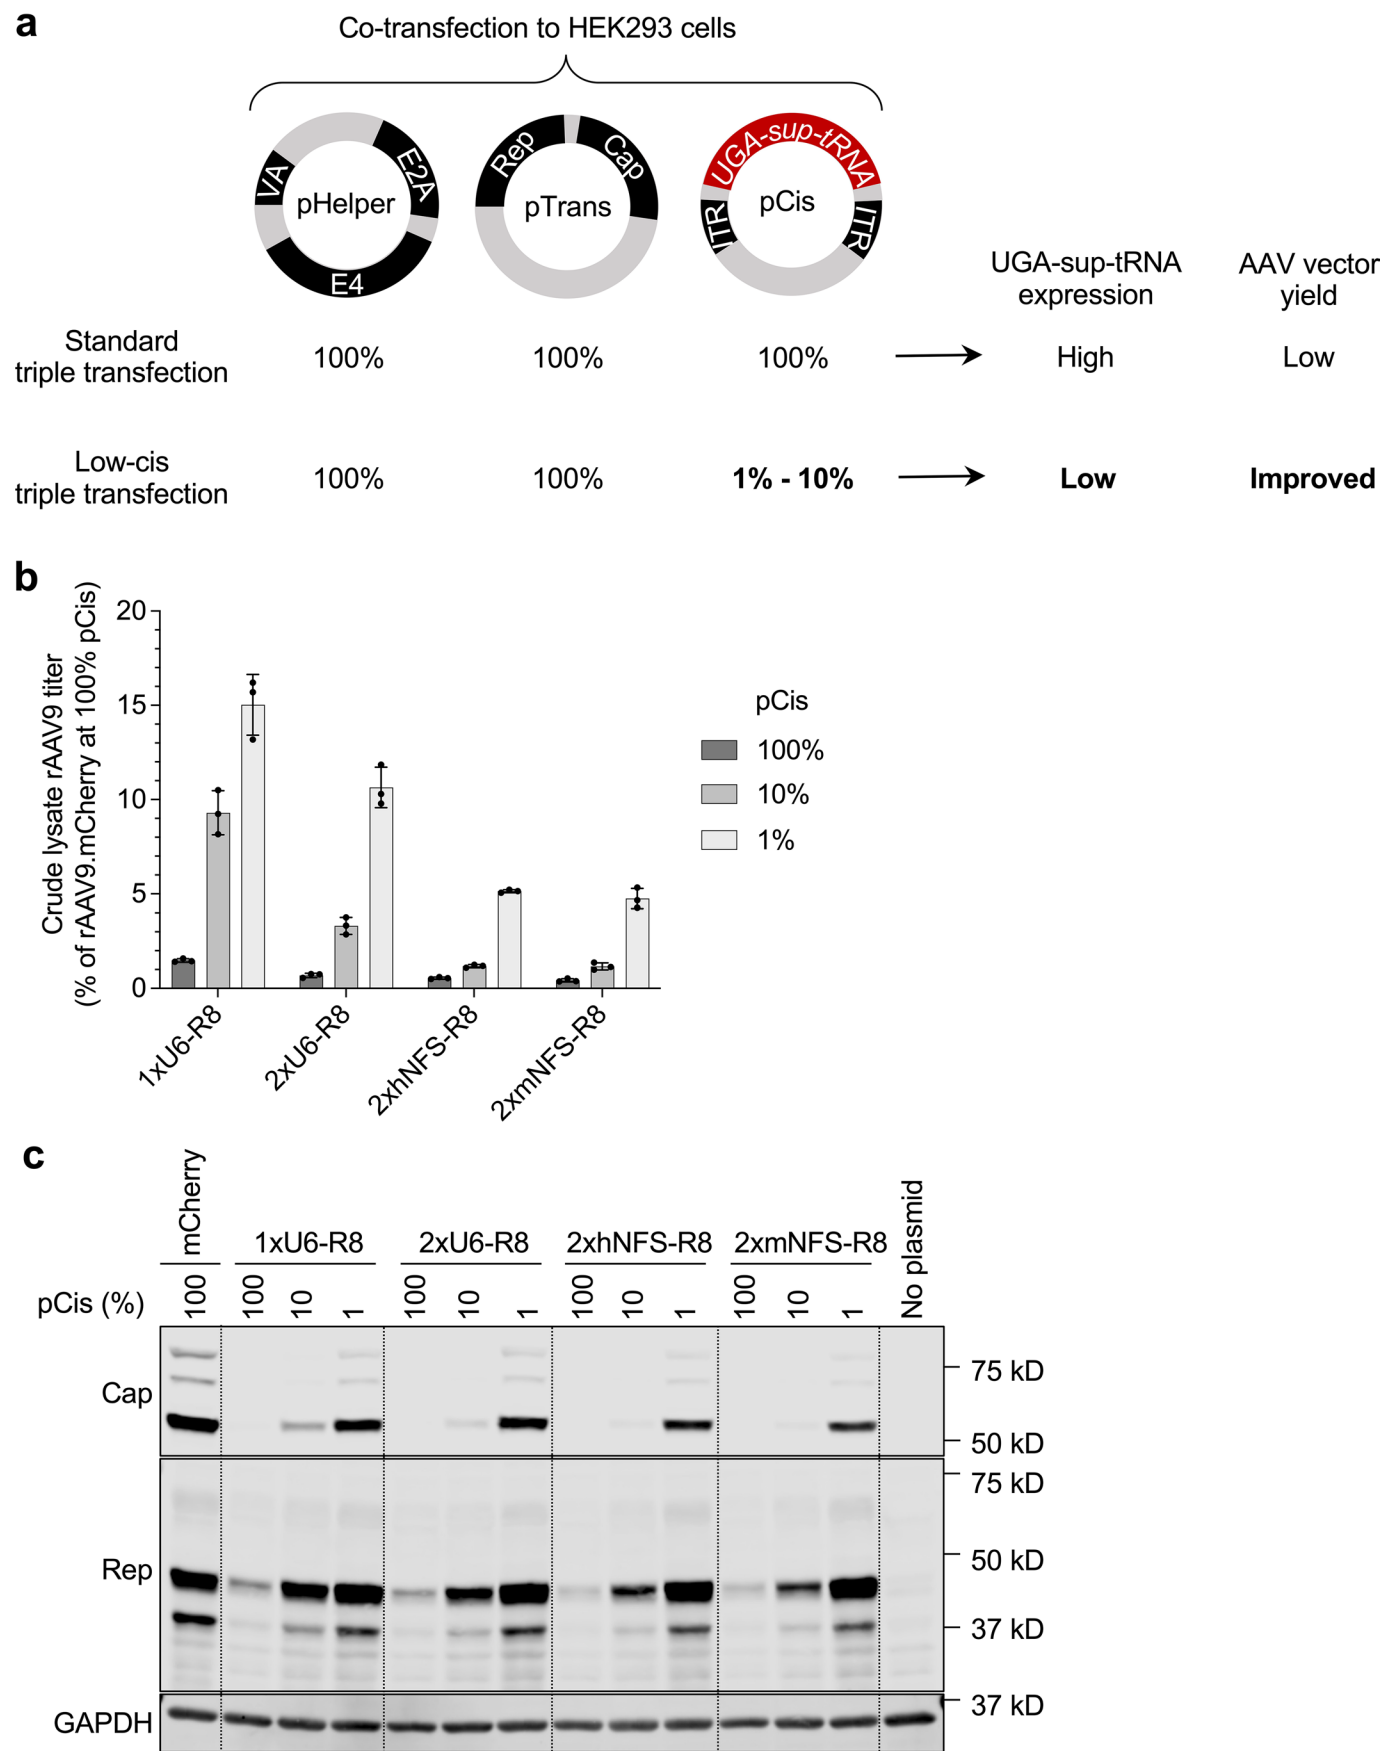 a
Co-transfection to HEK293 cells
VA
E2A
E4
pHelper
Rep
Cap
pTrans
UGA-sup-tRNA
ITR
ITR
pCis
UGA-sup-tRNA
expression
AAV vector
yield
Standard
triple transfection
100%
100%
100%
High
Low
Low-cis
triple transfection
100%
100%
1% - 10%
Low
Improved
b
Crude lysate rAAV9 titer
(% of rAAV9.mCherry at 100% pCis)
20
15
10
5
0
1xU6-R8
2xU6-R8
2xhNFS-R8
2xmNFS-R8
pCis
100%
10%
1%
c
mCherry
1xU6-R8
2xU6-R8
2xhNFS-R8
2xmNFS-R8
No plasmid
pCis (%)
100
100
10
1
100
10
1
100
10
1
100
10
1
Cap
75 kD
50 kD
Rep
75 kD
50 kD
37 kD
GAPDH
37 kD